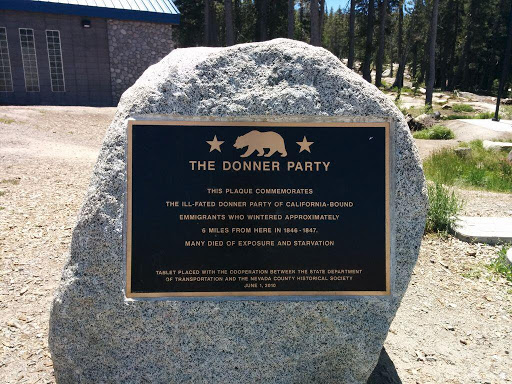 THE DONNER PARTY
THIS PLAQUE COMMEMORATES
THE ILL-FATED DONNER PARTY OF CALIFORNIA-BOUND
EMMIGRANTS WHO WINTERED APPROXIMATELY
6 MILES FROM HERE IN 1846-1847.
MANY DIED OF EXPOSURE AND STARVATION
TABLET PLACED WITH THE COOPERATION BETWEEN THE STATE DEPARTMENT
OF TRANSPORTATION AND THE NEVADA COUNTY HISTORICAL SOCIETY
JUNE 1, 2010